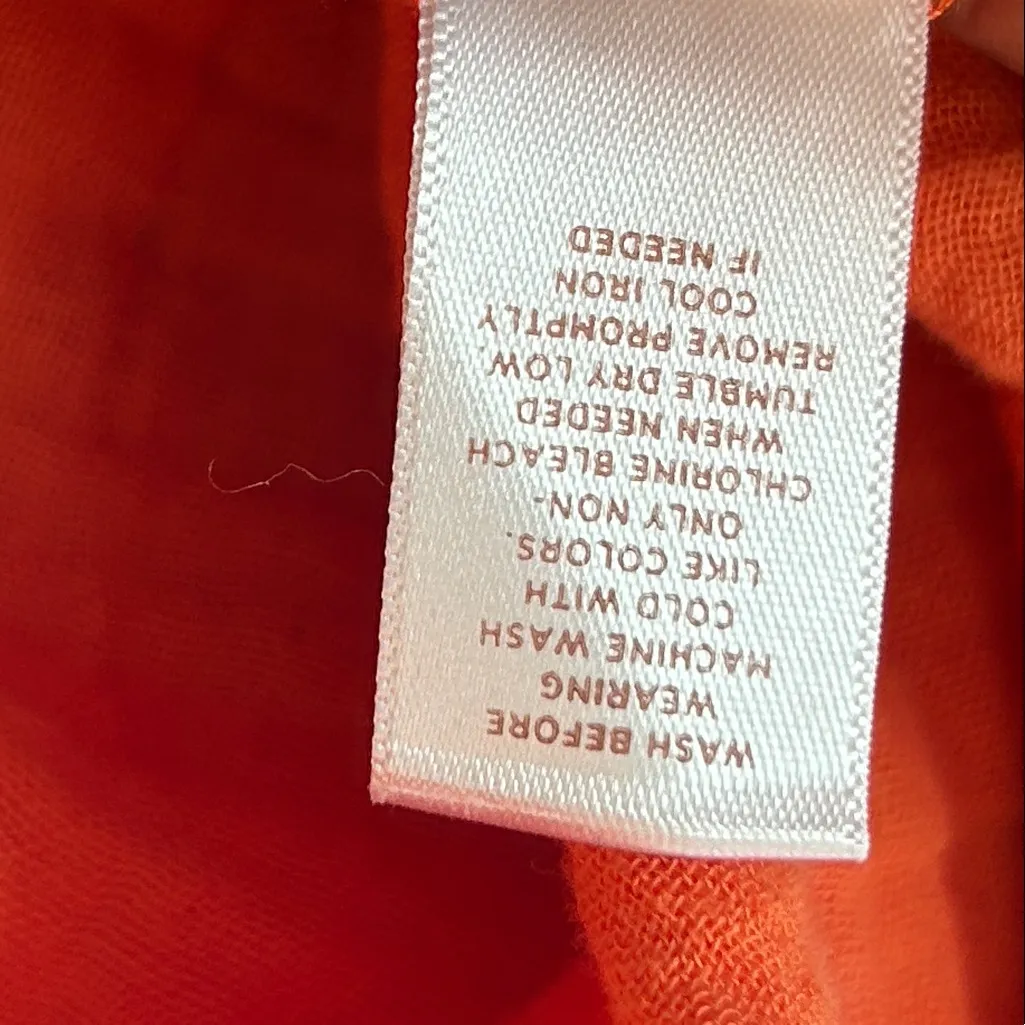 WASH BEFORE
WEARING
MACHINE WASH
COLD WITH
LIKE COLORS.
ONLY NON-
CHLORINE BLEACH
WHEN NEEDED
TUMBLE DRY LOW.
REMOVE PROMPTLY
COOL IRON
IF NEEDED